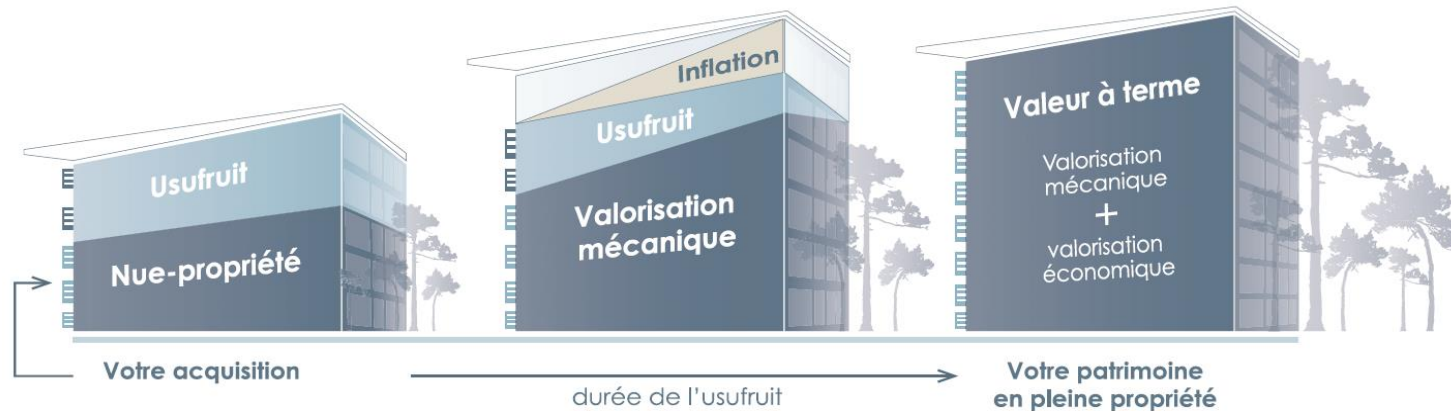 Usufruit
Nue-propriété
Votre acquisition
Inflation
Usufruit
Valorisation
mécanique
durée de l'usufruit
Valeur à terme
Valorisation
mécanique
+
valorisation
économique
Votre patrimoine
en pleine propriété